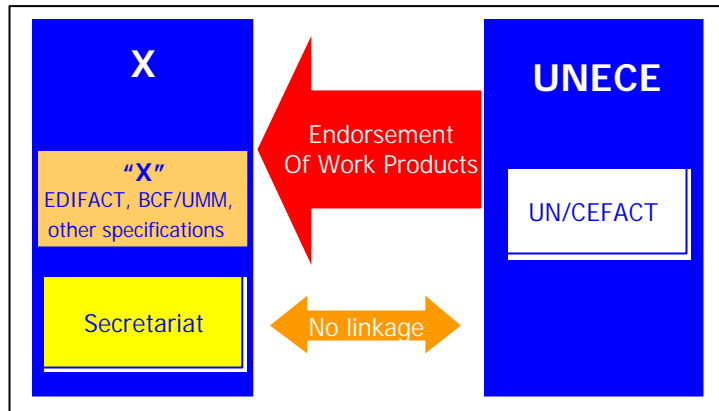 X
“X”
EDIFACT, BCF/UMM,
other specifications
Secretariat
Endorsement
Of Work Products
No linkage
UNECE
UN/CEFACT